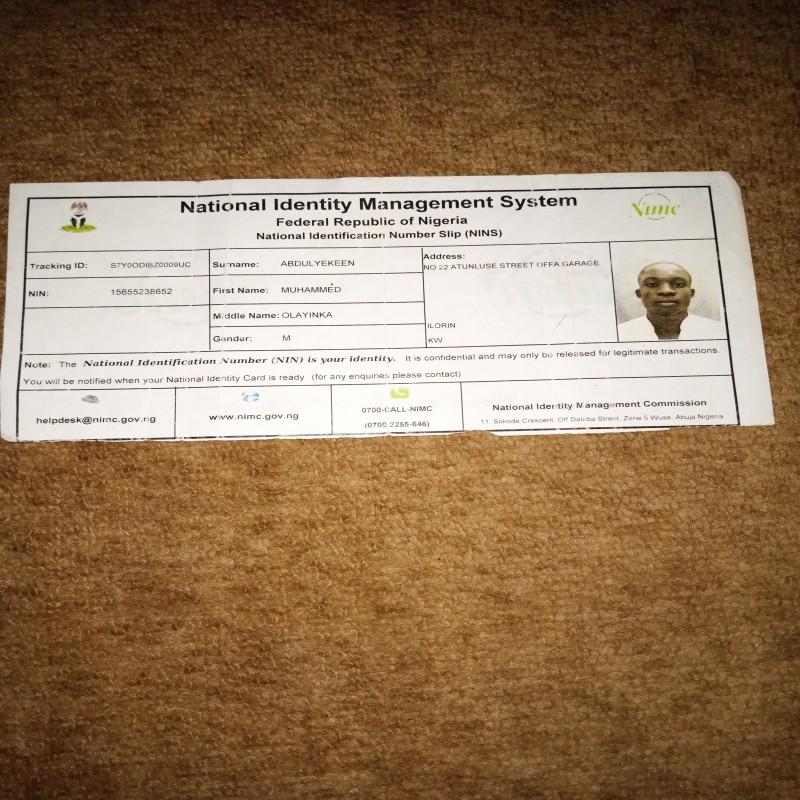 National Identity Management System
Federal Republic of Nigeria
National Identification Number Slip (NINS)
Nimc
Tracking ID: S7Y0ODIBZ0009UC
Surname: ABDULYEKEEN
Address:
NO 22 ATUNLUSE STREET OFFA GARAGE
NIN: 15655238652
First Name: MUHAMMED
Middle Name: OLAYINKA
ILORIN
Gender: M
KW
Note: The National Identification Number (NIN) is your identity. It is confidential and may only be released for legitimate transactions.
You will be notified when your National Identity Card is ready (for any enquiries please contact)
helpdesk@nimc.gov.ng
www.nimc.gov.ng
0700-CALL-NIMC
(0700-2255-646)
National Identity Management Commission
11, Sokode Crescent, Off Dalaba Street, Zone 5 Wuse, Abuja Nigeria